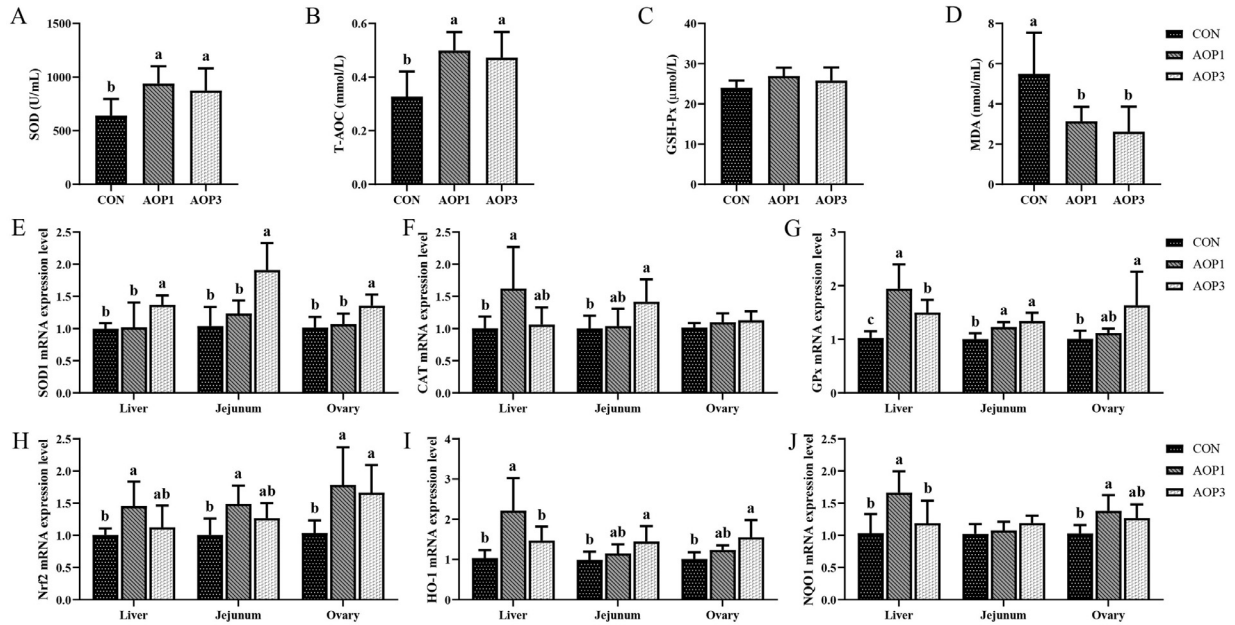 A
SOD (U/mL)
1500
1000
500
0
b
a
a
CON
AOP1
AOP3
B
T-AOC (mmol/L)
0.6
0.4
0.2
0.0
b
a
a
CON
AOP1
AOP3
C
GSH-Px (μmol/L)
40
30
20
10
0
CON
AOP1
AOP3
D
MDA (nmol/mL)
8
6
4
2
0
a
b
b
CON
AOP1
AOP3
CON
AOP1
AOP3
E
SOD1 mRNA expression level
2.5
2.0
1.5
1.0
0.5
0.0
b b a
b b a
b b a
Liver
Jejunum
Ovary
F
CAT mRNA expression level
2.5
2.0
1.5
1.0
0.5
0.0
b a ab
b ab a
Liver
Jejunum
Ovary
G
GPx mRNA expression level
3
2
1
0
c a b
b a a
b ab a
Liver
Jejunum
Ovary
CON
AOP1
AOP3
H
Nrf2 mRNA expression level
2.5
2.0
1.5
1.0
0.5
0.0
b a ab
b a ab
b a a
Liver
Jejunum
Ovary
I
HO-1 mRNA expression level
4
3
2
1
0
b a b
b ab a
b ab a
Liver
Jejunum
Ovary
J
NQO1 mRNA expression level
2.5
2.0
1.5
1.0
0.5
0.0
b a b
b a ab
Liver
Jejunum
Ovary
CON
AOP1
AOP3